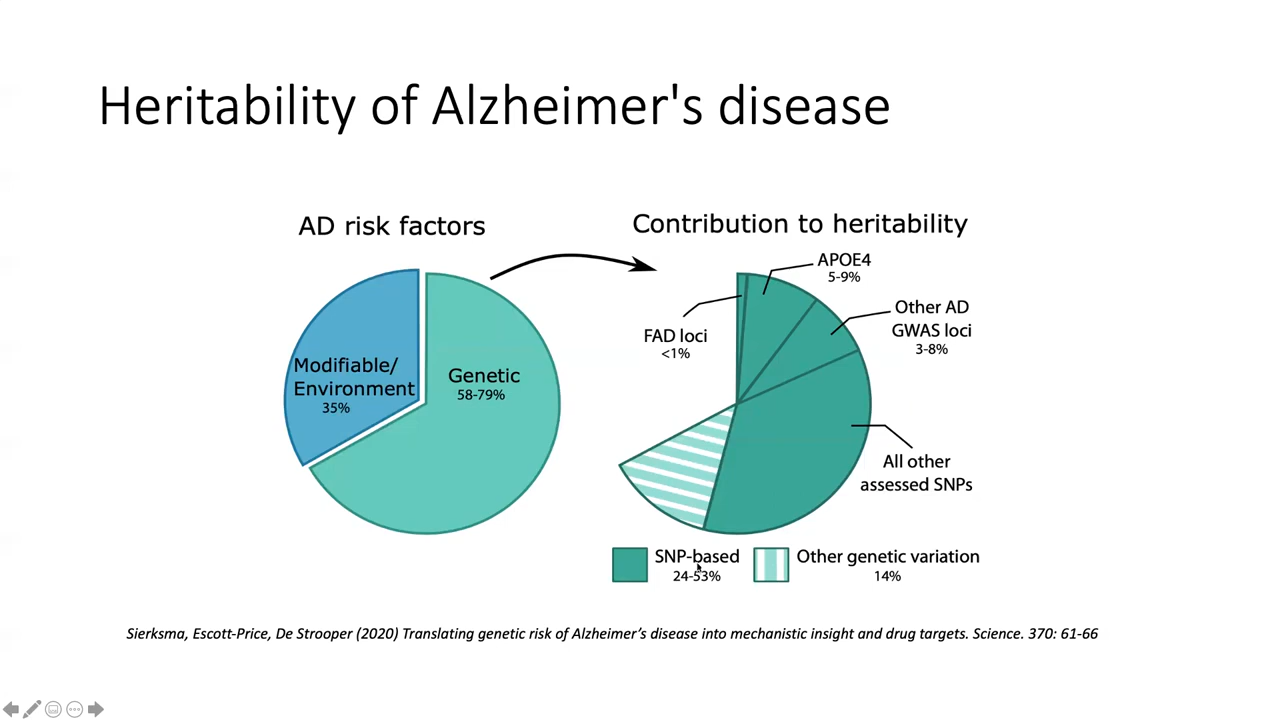 Heritability of Alzheimer's disease
AD risk factors
Modifiable/
Environment
35%
Genetic
58-79%
Contribution to heritability
APOE4
5-9%
FAD loci
<1%
Other AD
GWAS loci
3-8%
All other
assessed SNPs
SNP-based
24-53%
Other genetic variation
14%
Sierksma, Escott-Price, De Strooper (2020) Translating genetic risk of Alzheimer’s disease into mechanistic insight and drug targets. Science. 370: 61-66